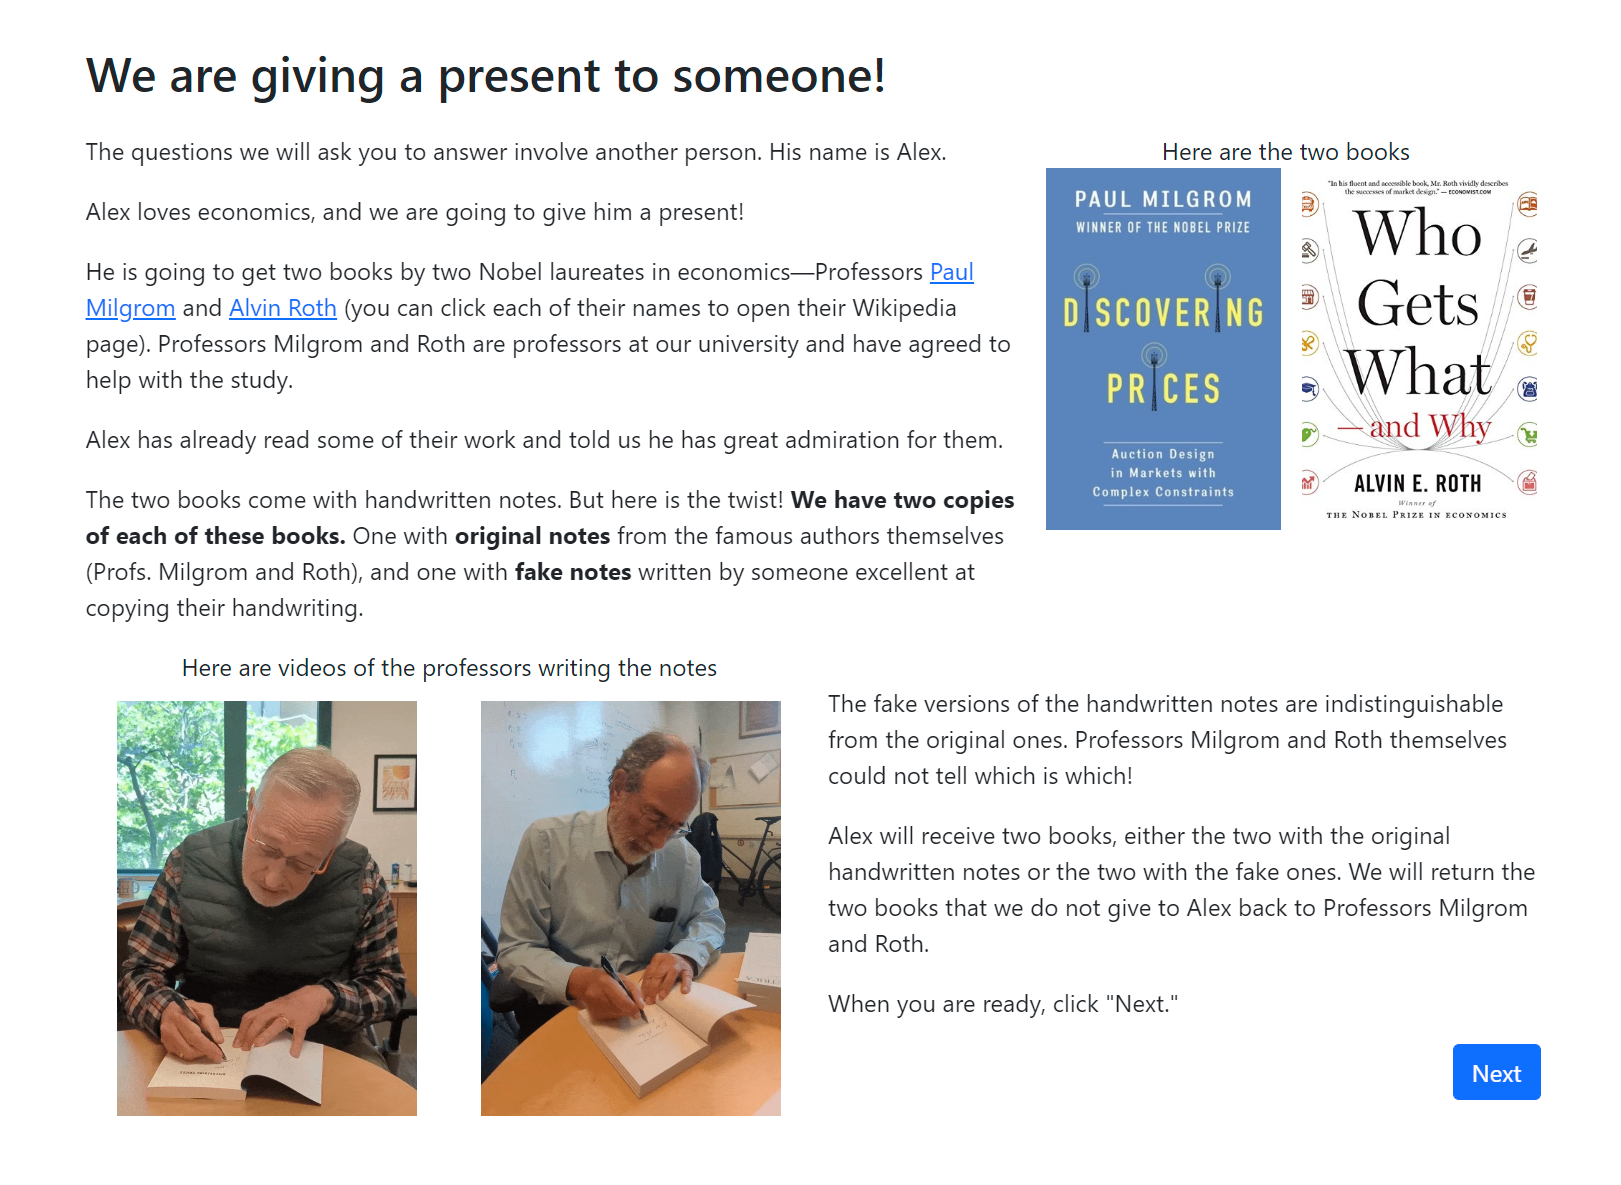 We are giving a present to someone!
The questions we will ask you to answer involve another person. His name is Alex.
Alex loves economics, and we are going to give him a present!
He is going to get two books by two Nobel laureates in economics—Professors Paul
Milgrom and Alvin Roth (you can click each of their names to open their Wikipedia
page). Professors Milgrom and Roth are professors at our university and have agreed to
help with the study.
Alex has already read some of their work and told us he has great admiration for them.
The two books come with handwritten notes. But here is the twist! We have two copies
of each of these books. One with original notes from the famous authors themselves
(Profs. Milgrom and Roth), and one with fake notes written by someone excellent at
copying their handwriting.
Here are the two books
PAUL MILGROM
WINNER OF THE NOBEL PRIZE
DISCOVERING
PRICES
Auction Design
in Markets with
Complex Constraints
"In his fluent and accessible book, Mr. Roth vividly describes
the successes of market design." — ECONOMIST.COM
Who
Gets
What
—and Why
ALVIN E. ROTH
Winner of
THE NOBEL PRIZE IN ECONOMICS
Here are videos of the professors writing the notes
The fake versions of the handwritten notes are indistinguishable
from the original ones. Professors Milgrom and Roth themselves
could not tell which is which!
Alex will receive two books, either the two with the original
handwritten notes or the two with the fake ones. We will return the
two books that we do not give to Alex back to Professors Milgrom
and Roth.
When you are ready, click "Next."
Next